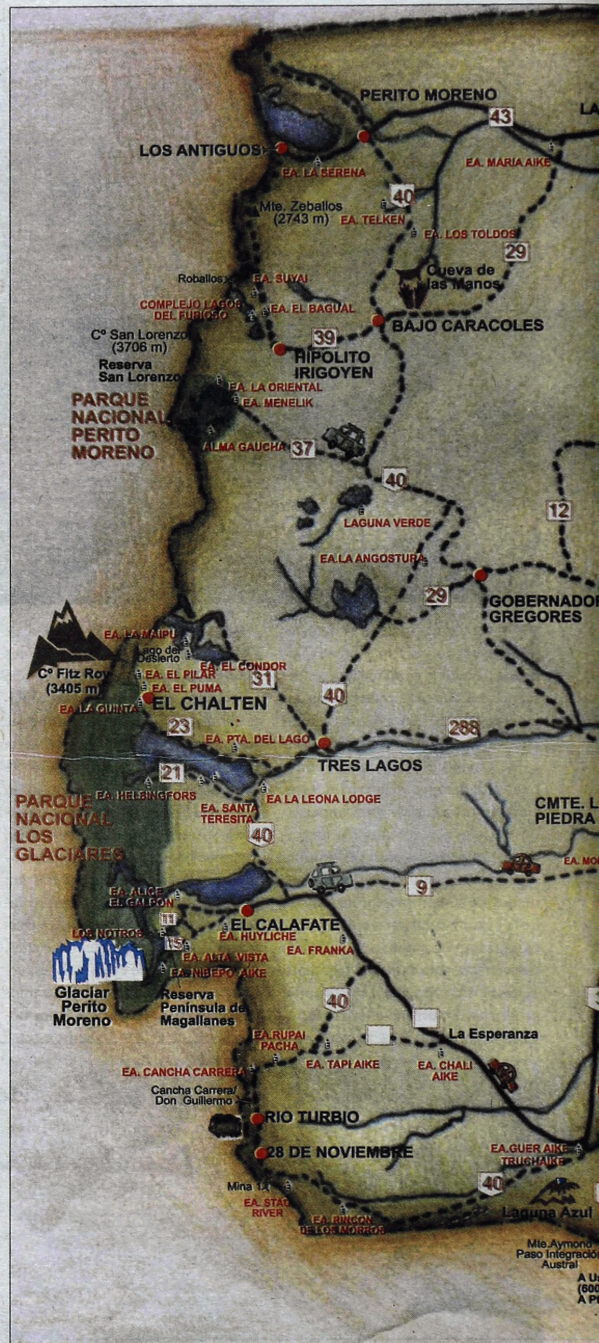 PERITO MORENO
43
LA
LOS ANTIGUOS
EA. LA SERENA
EA. MARIA AIKE
40
Mte. Zeballos
(2743 m)
EA. TELKEN
EA. LOS TOLDOS
29
Roballos
EA. SUYAI
Cueva de
las Manos
COMPLEJO LAGOS
DEL FURIOSO
EA. EL BAGUAL
BAJO CARACOLES
Cº San Lorenzo
(3706 m)
39
HIPOLITO
IRIGOYEN
Reserva
San Lorenzo
EA. LA ORIENTAL
EA. MENELIK
PARQUE
NACIONAL
PERITO
MORENO
ALMA GAUCHA
37
40
LAGUNA VERDE
12
EA.LA ANGOSTURA
29
GOBERNADOR
GREGORES
EA. LA MAIPU
Lago del
Desierto
EA. EL CONDOR
Cº Fitz Roy
(3405 m)
EA. EL PILAR
EA. EL PUMA
31
40
EA. LA QUINTA
EL CHALTEN
23
EA. PTA. DEL LAGO
288
TRES LAGOS
21
EA. HELSINGFORS
EA. SANTA
TERESITA
EA LA LEONA LODGE
PARQUE
NACIONAL
LOS
GLACIARES
CMTE. L
PIEDRA
40
EA. MO
9
EA. ALICE
EL GALPON
11
EL CALAFATE
LOS NOTROS
15
EA. HUYLICHE
EA. ALTA VISTA
EA. FRANKA
EA. NIBEPO AIKE
Glaciar
Perito
Moreno
Reserva
Península de
Magallanes
40
La Esperanza
EA.RUPAI
PACHA
EA. TAPI AIKE
EA. CHALI
AIKE
EA. CANCHA CARRERA
Cancha Carrera/
Don Guillermo
RIO TURBIO
28 DE NOVIEMBRE
EA.GUER AIKE
TRUCHAIKE
Mina 1
EA. STAG
RIVER
40
EA. RINCON
DE LOS MORROS
Laguna Azul
Mte.Aymond
Paso Integración
Austral
A Us
(600
A P